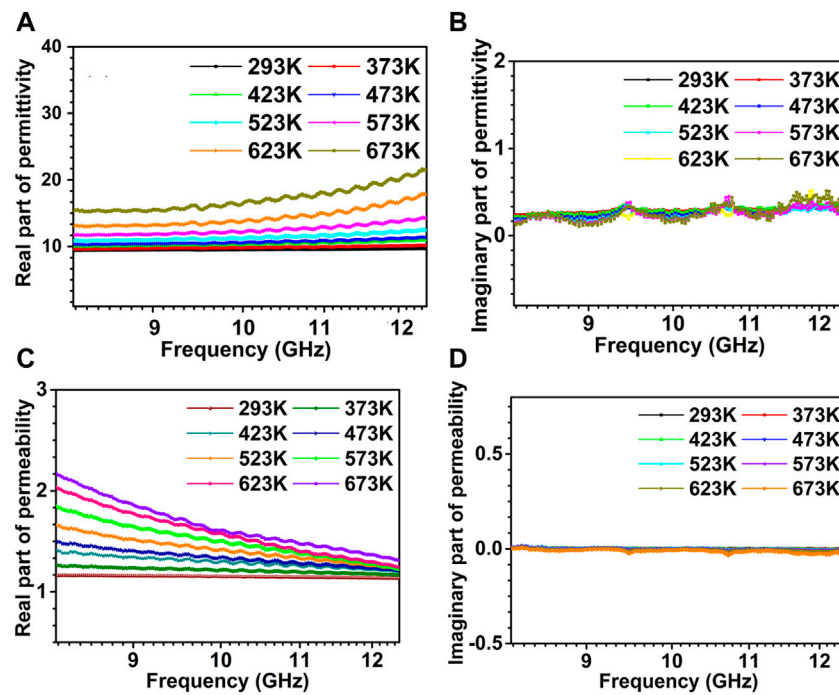 A
Real part of permittivity
40
30
20
10
293K 373K
423K 473K
523K 573K
623K 673K
9 10 11 12
Frequency (GHz)
B
Imaginary part of permittivity
2
1
0
293K 373K
423K 473K
523K 573K
623K 673K
9 10 11 12
Frequency (GHz)
C
Real part of permeability
3
2
1
293K 373K
423K 473K
523K 573K
623K 673K
9 10 11 12
Frequency (GHz)
D
Imaginary part of permeability
0.5
0.0
-0.5
293K 373K
423K 473K
523K 573K
623K 673K
9 10 11 12
Frequency (GHz)